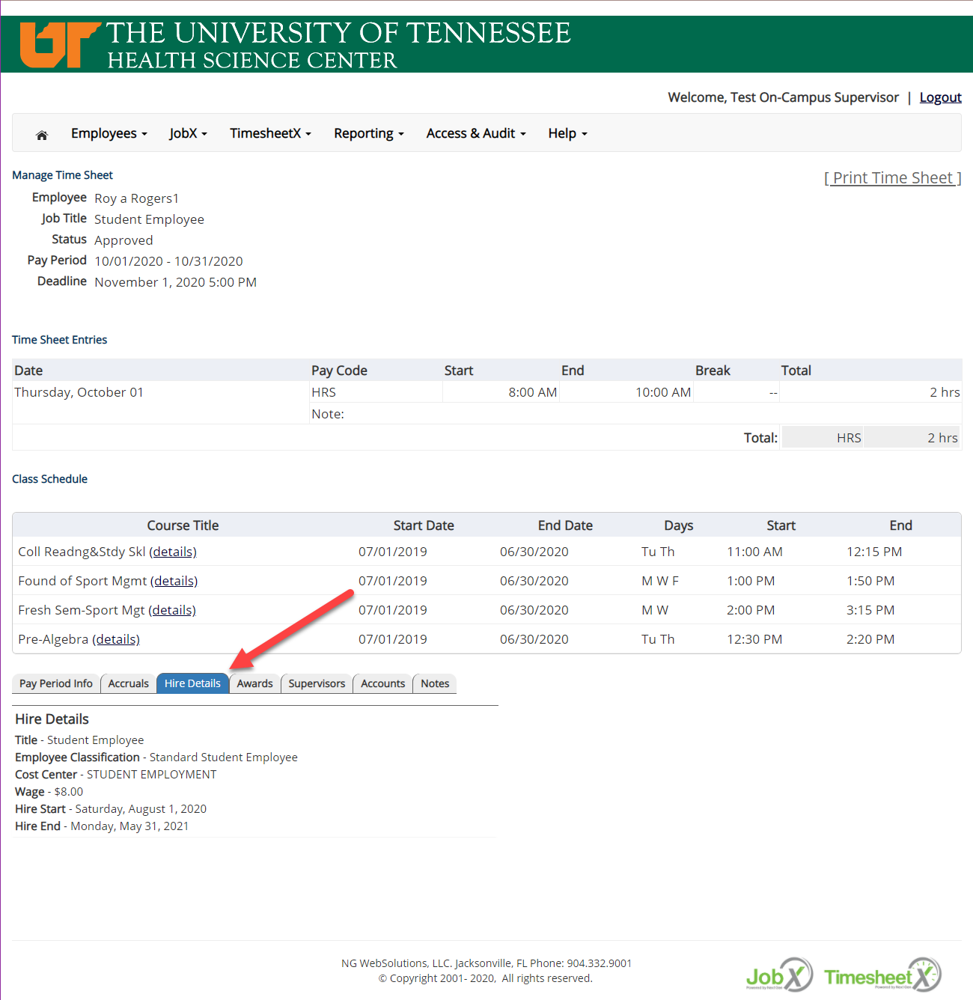 UT THE UNIVERSITY OF TENNESSEE
HEALTH SCIENCE CENTER
Welcome, Test On-Campus Supervisor | Logout
Employees JobX TimesheetX Reporting Access & Audit Help
Manage Time Sheet
[ Print Time Sheet ]
Employee Roy a Rogers1
Job Title Student Employee
Status Approved
Pay Period 10/01/2020 - 10/31/2020
Deadline November 1, 2020 5:00 PM
Time Sheet Entries
Date Pay Code Start End Break Total
Thursday, October 01 HRS 8:00 AM 10:00 AM -- 2 hrs
Note:
Total: HRS 2 hrs
Class Schedule
Course Title Start Date End Date Days Start End
Coll Readng&Stdy Skl (details) 07/01/2019 06/30/2020 Tu Th 11:00 AM 12:15 PM
Found of Sport Mgmt (details) 07/01/2019 06/30/2020 M W F 1:00 PM 1:50 PM
Fresh Sem-Sport Mgt (details) 07/01/2019 06/30/2020 M W 2:00 PM 3:15 PM
Pre-Algebra (details) 07/01/2019 06/30/2020 Tu Th 12:30 PM 2:20 PM
Pay Period Info Accruals Hire Details Awards Supervisors Accounts Notes
Hire Details
Title - Student Employee
Employee Classification - Standard Student Employee
Cost Center - STUDENT EMPLOYMENT
Wage - $8.00
Hire Start - Saturday, August 1, 2020
Hire End - Monday, May 31, 2021
NG WebSolutions, LLC. Jacksonville, FL Phone: 904.332.9001
© Copyright 2001- 2020, All rights reserved.
JobX TimesheetX
Powered by Next Gen Powered by Next Gen